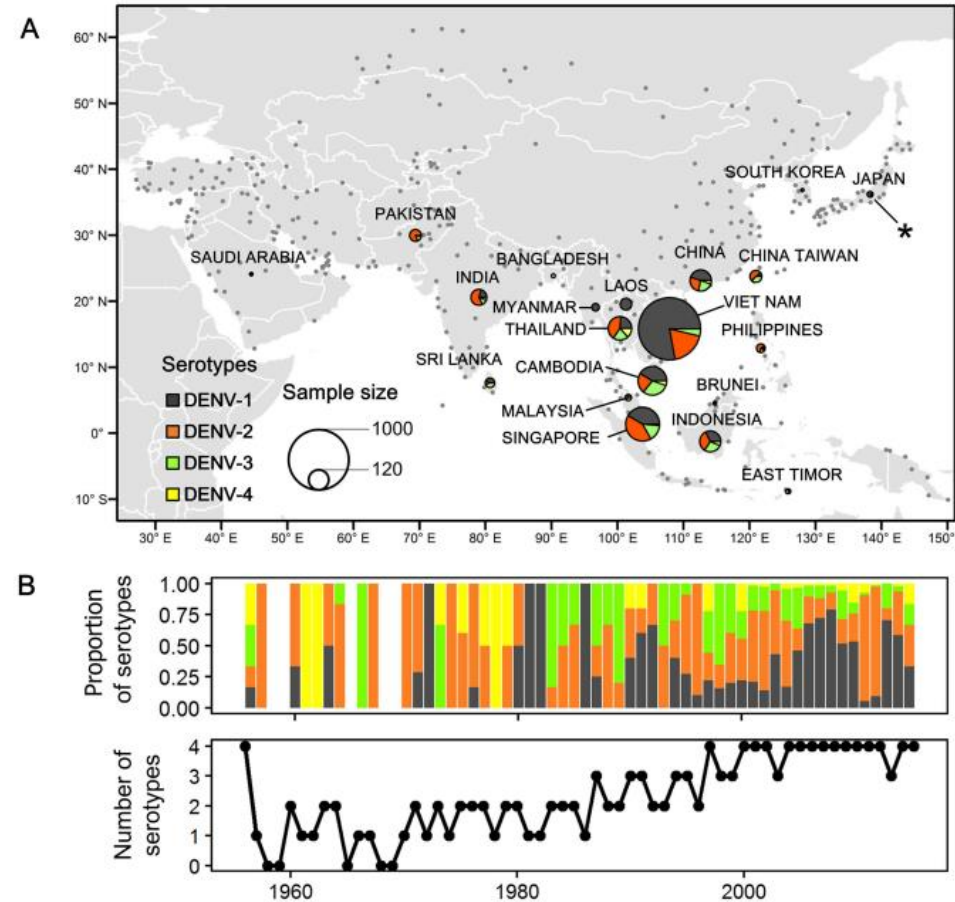 A
60° N
50° N
40° N
30° N
20° N
10° N
0°
10° S
SOUTH KOREA
JAPAN
*
PAKISTAN
SAUDI ARABIA
BANGLADESH
CHINA
CHINA TAIWAN
INDIA
LAOS
MYANMAR
VIET NAM
THAILAND
PHILIPPINES
SRI LANKA
CAMBODIA
BRUNEI
MALAYSIA
INDONESIA
SINGAPORE
EAST TIMOR
Serotypes
DENV-1
DENV-2
DENV-3
DENV-4
Sample size
1000
120
30° E 40° E 50° E 60° E 70° E 80° E 90° E 100° E 110° E 120° E 130° E 140° E 150° E
B
Proportion
of serotypes
1.00
0.75
0.50
0.25
0.00
Number of
serotypes
4
3
2
1
0
1960 1980 2000